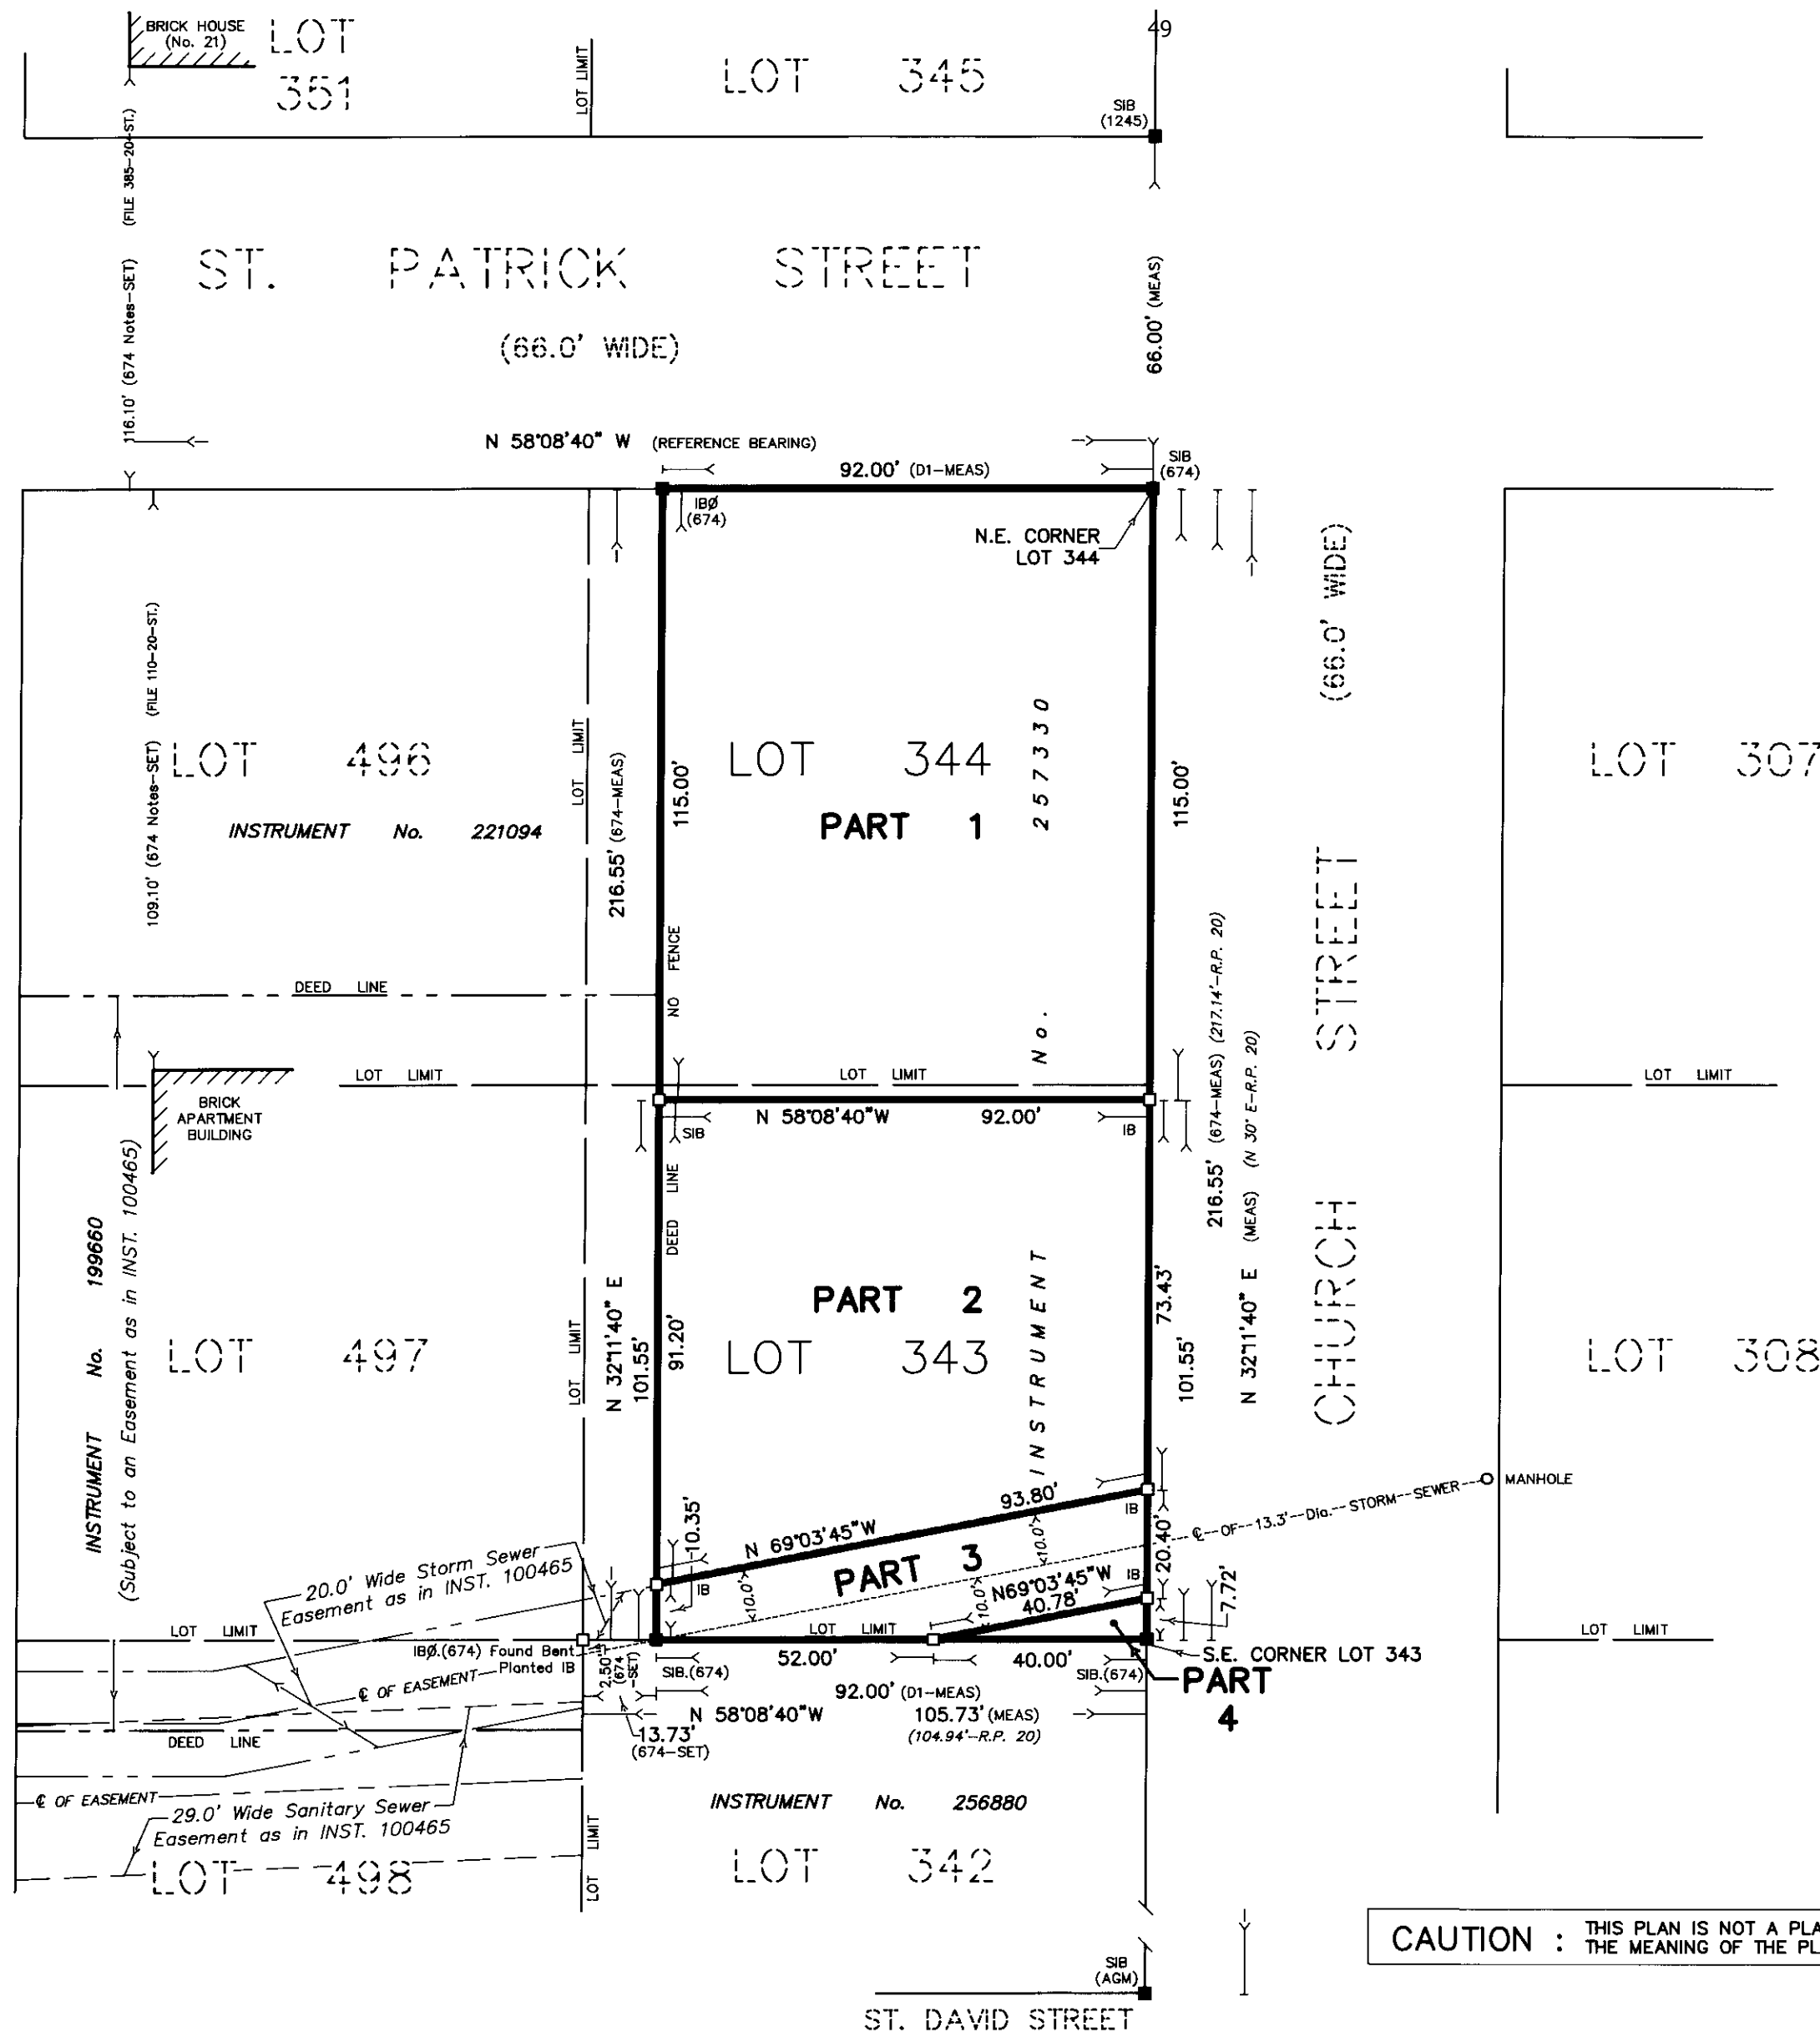 49
BRICK HOUSE
(No. 21)
LOT
351
LOT LIMIT
LOT 345
SIB
(1245)
116.10' (674 Notes-SET) (FILE 385-20-ST.)
ST. PATRICK STREET
(66.0' WIDE)
66.00' (MEAS)
N 58°08'40" W (REFERENCE BEARING)
92.00' (D1-MEAS)
SIB
(674)
IBØ
(674)
N.E. CORNER
LOT 344
109.10' (674 Notes-SET) (FILE 110-20-ST.)
LOT 496
INSTRUMENT No. 221094
LOT LIMIT
216.55' (674-MEAS)
115.00'
NO FENCE
LOT 344
PART 1
INSTRUMENT No. 257330
115.00'
216.55' (674-MEAS) (217.14'-R.P. 20)
N 32°11'40" E (MEAS) (N 30° E-R.P. 20)
CHURCH STREET (66.0' WIDE)
LOT 307
DEED LINE
LOT LIMIT
LOT LIMIT
LOT LIMIT
BRICK
APARTMENT
BUILDING
SIB
N 58°08'40"W 92.00'
IB
INSTRUMENT No. 199660
(Subject to an Easement as in INST. 100465)
LOT 497
LOT LIMIT
N 32°11'40" E
101.55'
91.20'
DEED LINE
PART 2
LOT 343
73.43'
101.55'
LOT 308
MANHOLE
℄ OF 13.3' Dia. STORM SEWER
93.80'
N 69°03'45"W
IB
10.35'
IB
PART 3
10.0'
10.0'
10.0'
N69°03'45"W
40.78'
IB
20.40'
7.72'
20.0' Wide Storm Sewer
Easement as in INST. 100465
LOT LIMIT
LOT LIMIT
LOT LIMIT
IBØ.(674) Found Bent
Planted IB
℄ OF EASEMENT
2.50'
(674
-SET)
SIB.(674)
52.00'
40.00'
SIB.(674)
S.E. CORNER LOT 343
PART
4
92.00' (D1-MEAS)
N 58°08'40"W 105.73' (MEAS)
(104.94'-R.P. 20)
13.73'
(674-SET)
DEED LINE
℄ OF EASEMENT
29.0' Wide Sanitary Sewer
Easement as in INST. 100465
LOT 498
LOT LIMIT
INSTRUMENT No. 256880
LOT 342
CAUTION : THIS PLAN IS NOT A PLA
THE MEANING OF THE PL
SIB
(AGM)
ST. DAVID STREET